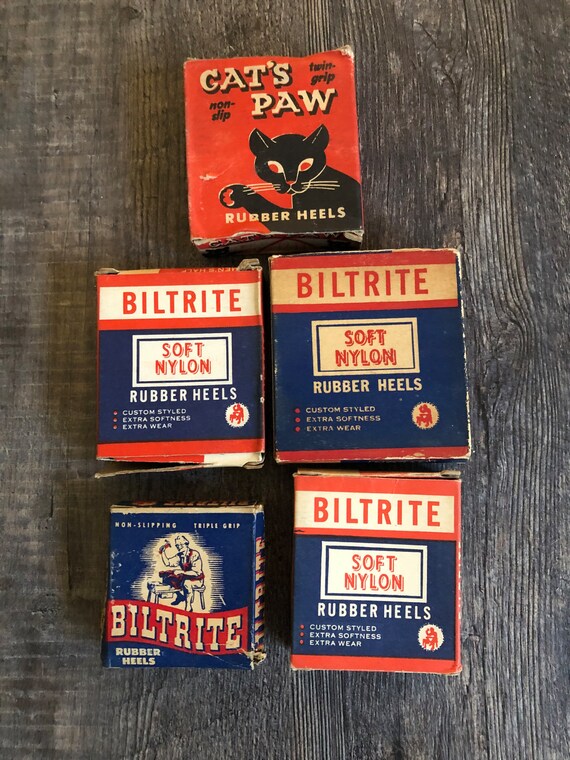 CAT'S
PAW
twin-
grip
non-
slip
RUBBER HEELS
BILTRITE
SOFT
NYLON
RUBBER HEELS
• CUSTOM STYLED
• EXTRA SOFTNESS
• EXTRA WEAR
BILTRITE
SOFT
NYLON
RUBBER HEELS
• CUSTOM STYLED
• EXTRA SOFTNESS
• EXTRA WEAR
NON-SLIPPING TRIPLE GRIP
BILTRITE
RUBBER
HEELS
BILTRITE
BILTRITE
SOFT
NYLON
RUBBER HEELS
• CUSTOM STYLED
• EXTRA SOFTNESS
• EXTRA WEAR